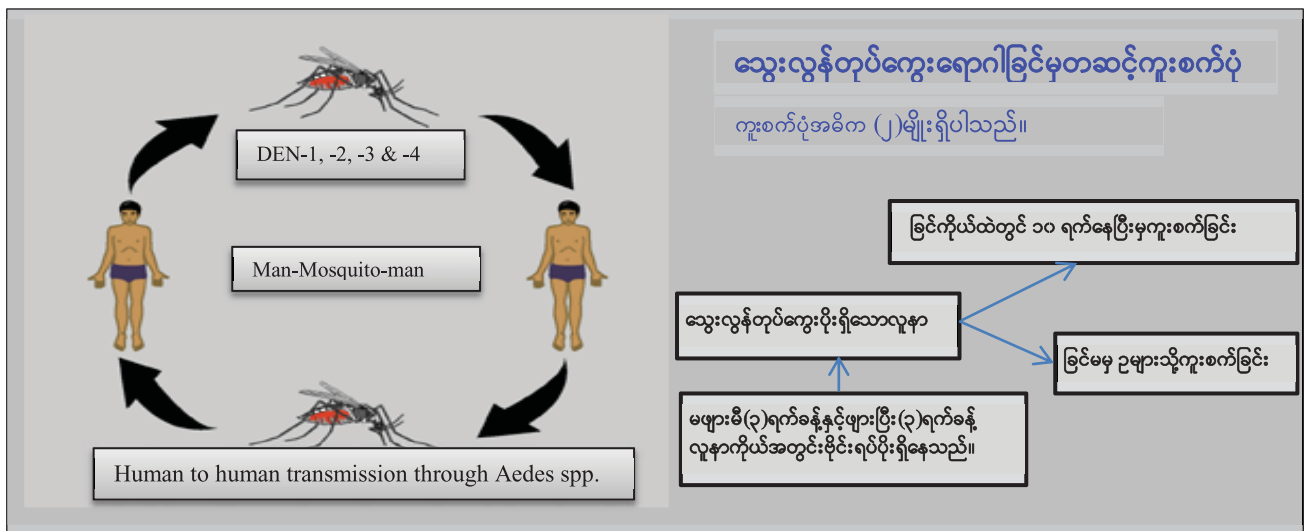 DEN-1, -2, -3 & -4
Man-Mosquito-man
Human to human transmission through Aedes spp.
သွေးလွန်တုပ်ကွေးရောဂါခြင်မှတဆင့်ကူးစက်ပုံ
ကူးစက်ပုံအဓိက (၂)မျိုးရှိပါသည်။
ခြင်ကိုယ်ထဲတွင် ၁၀ ရက်နေပြီးမှကူးစက်ခြင်း
သွေးလွန်တုပ်ကွေးပိုးရှိသောလူနာ
ခြင်မမှ ဥများသို့ကူးစက်ခြင်း
မဖျားမီ(၃)ရက်ခန့်နှင့်ဖျားပြီး(၃)ရက်ခန့်
လူနာကိုယ်အတွင်းဗိုင်းရပ်ပိုးရှိနေသည်။